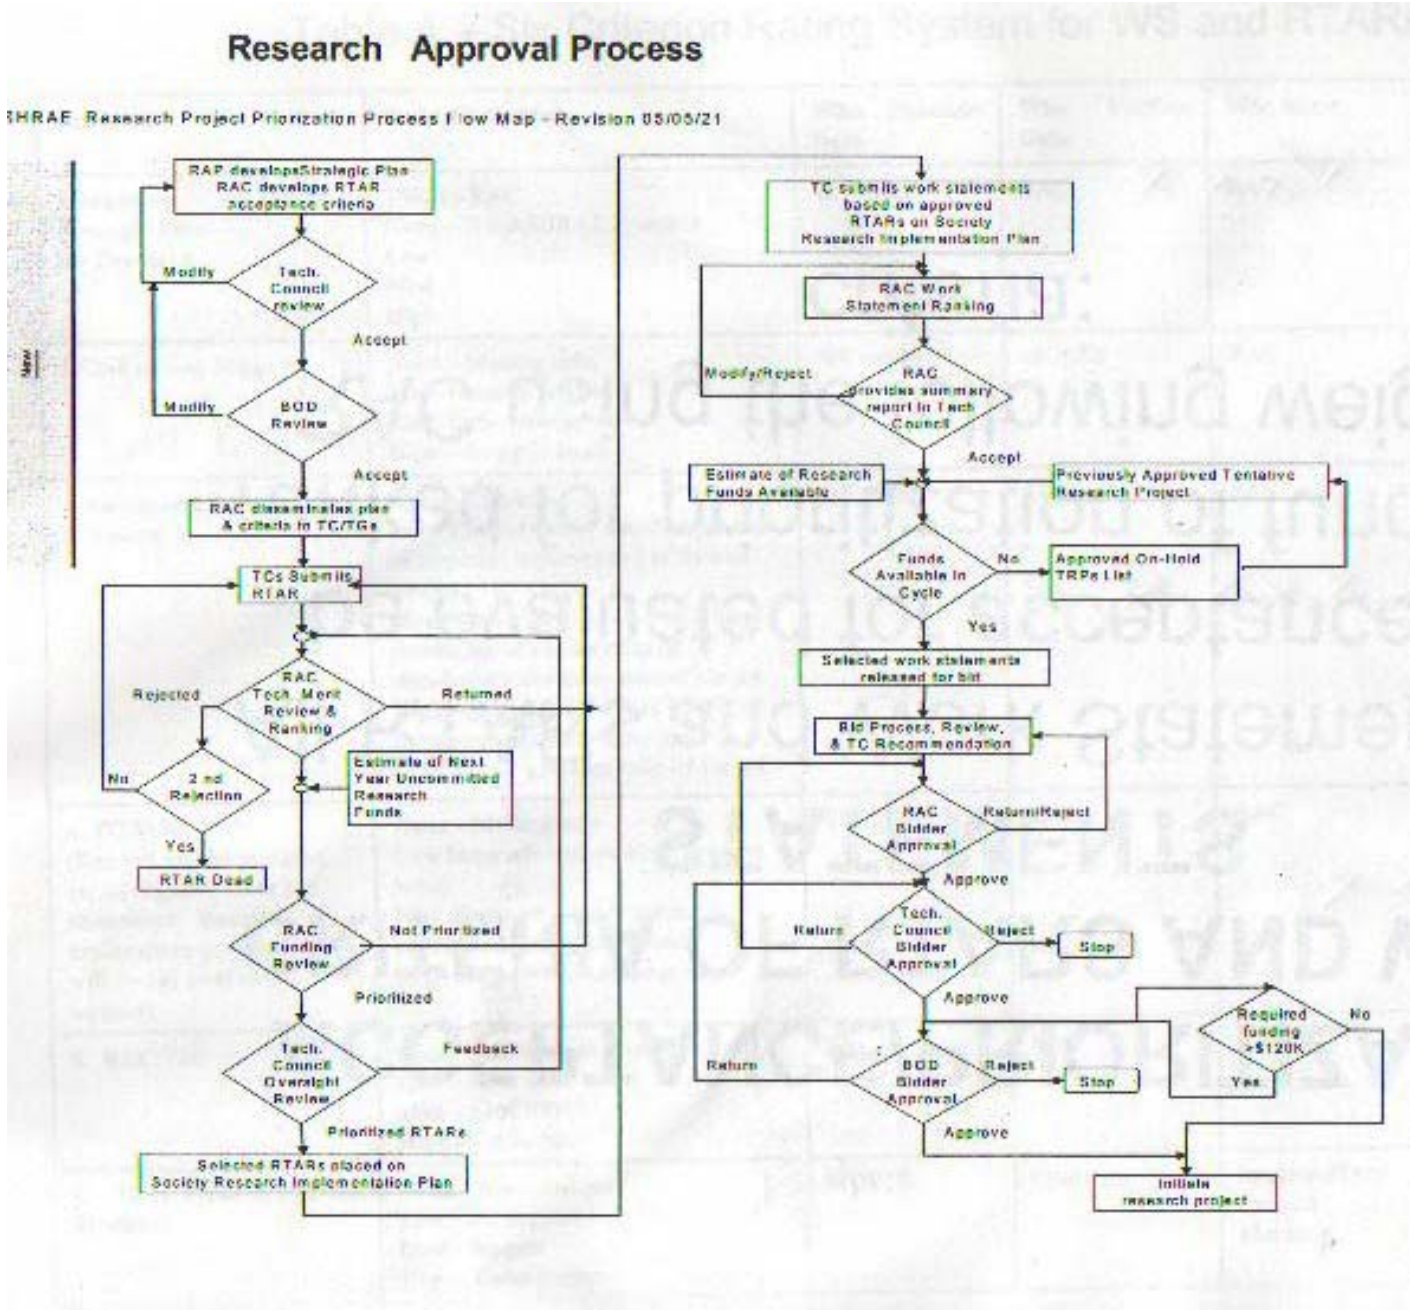 Research Approval Process
SHRAE Research Project Priorization Process Flow Map - Revision 05/05/21
New
RAP developsStrategic Plan
RAC develops RTAR
acceptance criteria
Modify
Tech.
Council
review
Accept
Modify
BOD
Review
Accept
RAC disseminates plan
& criteria to TC/TGs
TCs Submits
RTAR
Rejected
RAC
Tech. Merit
Review &
Ranking
Returned
No
2 nd
Rejection
Yes
RTAR Dead
Estimate of Next
Year Uncommitted
Research
Funds
RAC
Funding
Review
Not Prioritized
Prioritized
Tech.
Council
Oversight
Review
Feedback
Prioritized RTARs
Selected RTARs placed on
Society Research Implementation Plan
TC submits work statements
based on approved
RTARs on Society
Research Implementation Plan
RAC Work
Statement Ranking
Modify/Reject
RAC
provides summary
report to Tech
Council
Accept
Estimate of Research
Funds Available
Previously Approved Tentative
Research Project
Funds
Available in
Cycle
No
Approved On-Hold
TRPs List
Yes
Selected work statements
released for bid
Bid Process, Review,
& TC Recommendation
RAC
Bidder
Approval
Return/Reject
Approve
Return
Tech.
Council
Bidder
Approval
Reject
Stop
Approve
Required
funding
>$120K
No
Yes
Return
BOD
Bidder
Approval
Reject
Stop
Approve
Initiate
research project